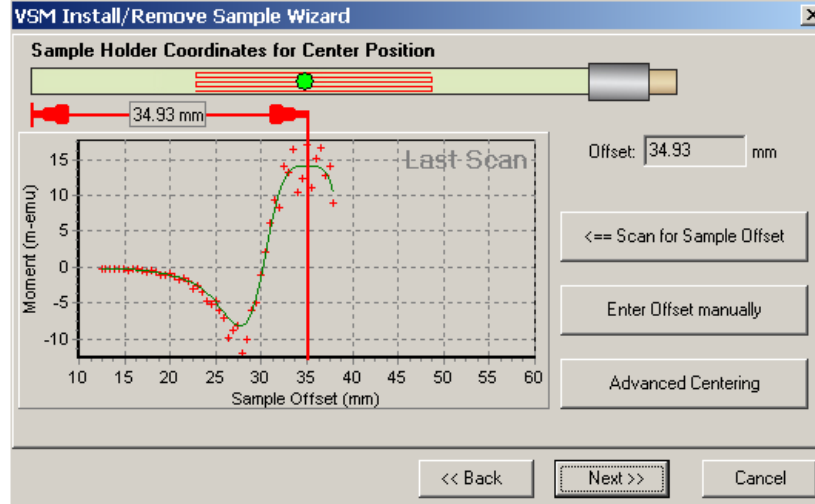 VSM Install/Remove Sample Wizard
Sample Holder Coordinates for Center Position
34.93 mm
Last Scan
Offset: 34.93 mm
15
10
5
0
-5
-10
Moment (m-emu)
10 15 20 25 30 35 40 45 50 55 60
Sample Offset (mm)
<== Scan for Sample Offset
Enter Offset manually
Advanced Centering
<< Back
Next >>
Cancel